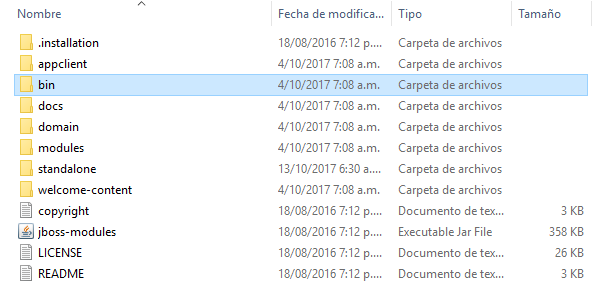 Nombre Fecha de modifica... Tipo Tamaño
.installation 18/08/2016 7:12 p.... Carpeta de archivos
appclient 4/10/2017 7:08 a.m. Carpeta de archivos
bin 4/10/2017 7:08 a.m. Carpeta de archivos
docs 4/10/2017 7:08 a.m. Carpeta de archivos
domain 4/10/2017 7:08 a.m. Carpeta de archivos
modules 4/10/2017 7:08 a.m. Carpeta de archivos
standalone 13/10/2017 6:30 a.... Carpeta de archivos
welcome-content 4/10/2017 7:08 a.m. Carpeta de archivos
copyright 18/08/2016 7:12 p.... Documento de tex... 3 KB
jboss-modules 18/08/2016 7:12 p.... Executable Jar File 358 KB
LICENSE 18/08/2016 7:12 p.... Documento de tex... 26 KB
README 18/08/2016 7:12 p.... Documento de tex... 3 KB